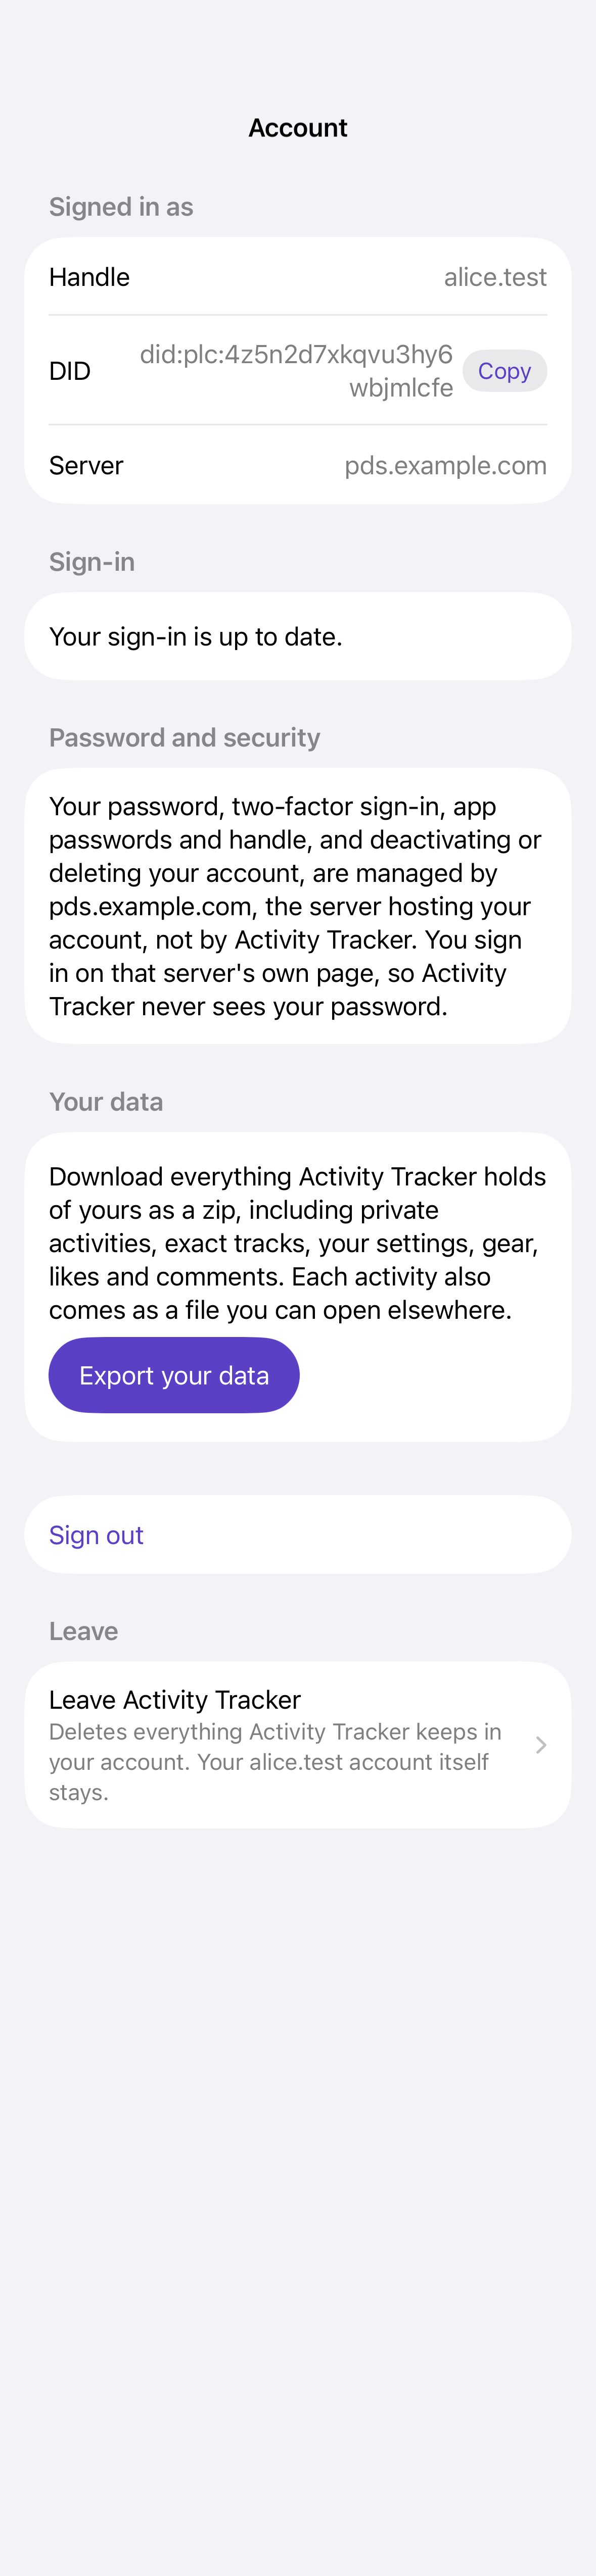 Account
Signed in as
Handle
alice.test
DID
did:plc:4z5n2d7xkqvu3hy6
wbjmlcfe
Copy
Server
pds.example.com
Sign-in
Your sign-in is up to date.
Password and security
Your password, two-factor sign-in, app
passwords and handle, and deactivating or
deleting your account, are managed by
pds.example.com, the server hosting your
account, not by Activity Tracker. You sign
in on that server's own page, so Activity
Tracker never sees your password.
Your data
Download everything Activity Tracker holds
of yours as a zip, including private
activities, exact tracks, your settings, gear,
likes and comments. Each activity also
comes as a file you can open elsewhere.
Export your data
Sign out
Leave
Leave Activity Tracker
Deletes everything Activity Tracker keeps in
your account. Your alice.test account itself
stays.